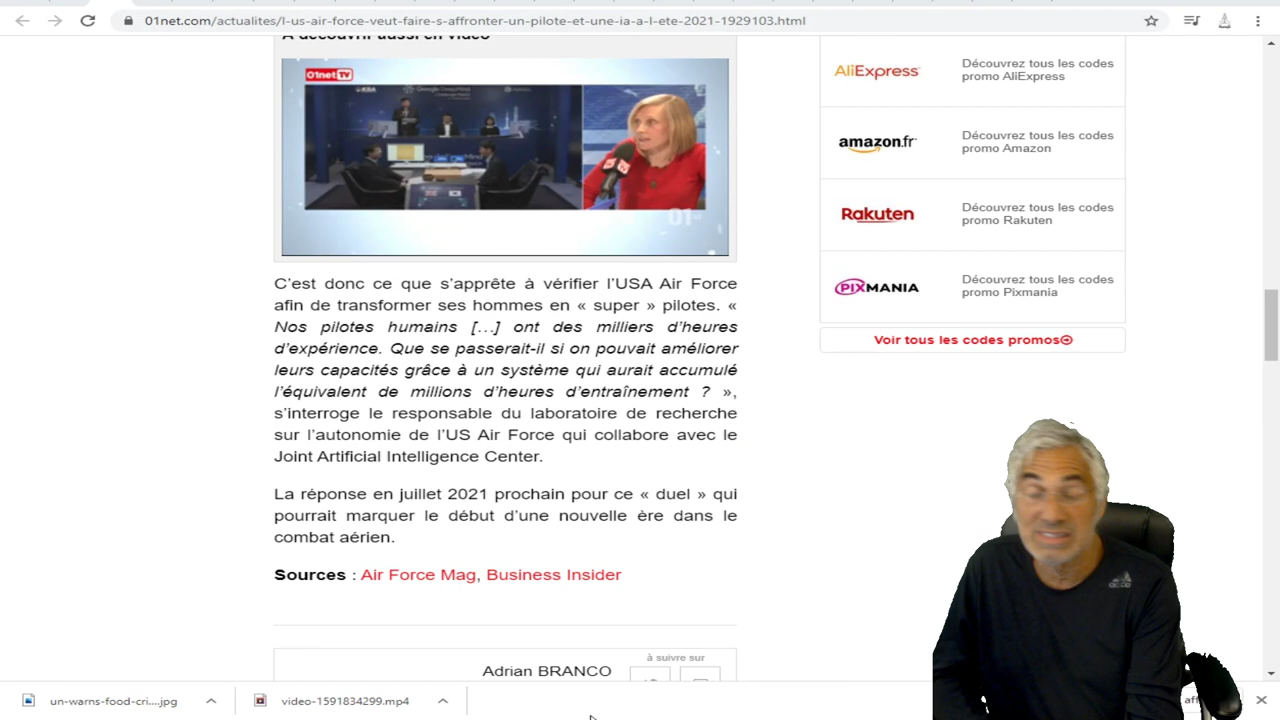 01net.com/actualites/l-us-air-force-veut-faire-s-affronter-un-pilote-et-une-ia-a-l-ete-2021-1929103.html
A découvrir aussi en vidéo
01netTV
C'est donc ce que s'apprête à vérifier l'USA Air Force
afin de transformer ses hommes en « super » pilotes. «
Nos pilotes humains […] ont des milliers d'heures
d'expérience. Que se passerait-il si on pouvait améliorer
leurs capacités grâce à un système qui aurait accumulé
l'équivalent de millions d'heures d'entraînement ? »,
s'interroge le responsable du laboratoire de recherche
sur l'autonomie de l'US Air Force qui collabore avec le
Joint Artificial Intelligence Center.
La réponse en juillet 2021 prochain pour ce « duel » qui
pourrait marquer le début d'une nouvelle ère dans le
combat aérien.
Sources : Air Force Mag, Business Insider
à suivre sur
Adrian BRANCO
AliExpress
Découvrez tous les codes
promo AliExpress
amazon.fr
Découvrez tous les codes
promo Amazon
Rakuten
Découvrez tous les codes
promo Rakuten
PIXMANIA
Découvrez tous les codes
promo Pixmania
Voir tous les codes promos
adidas
un-warns-food-cri....jpg
video-1591834299.mp4